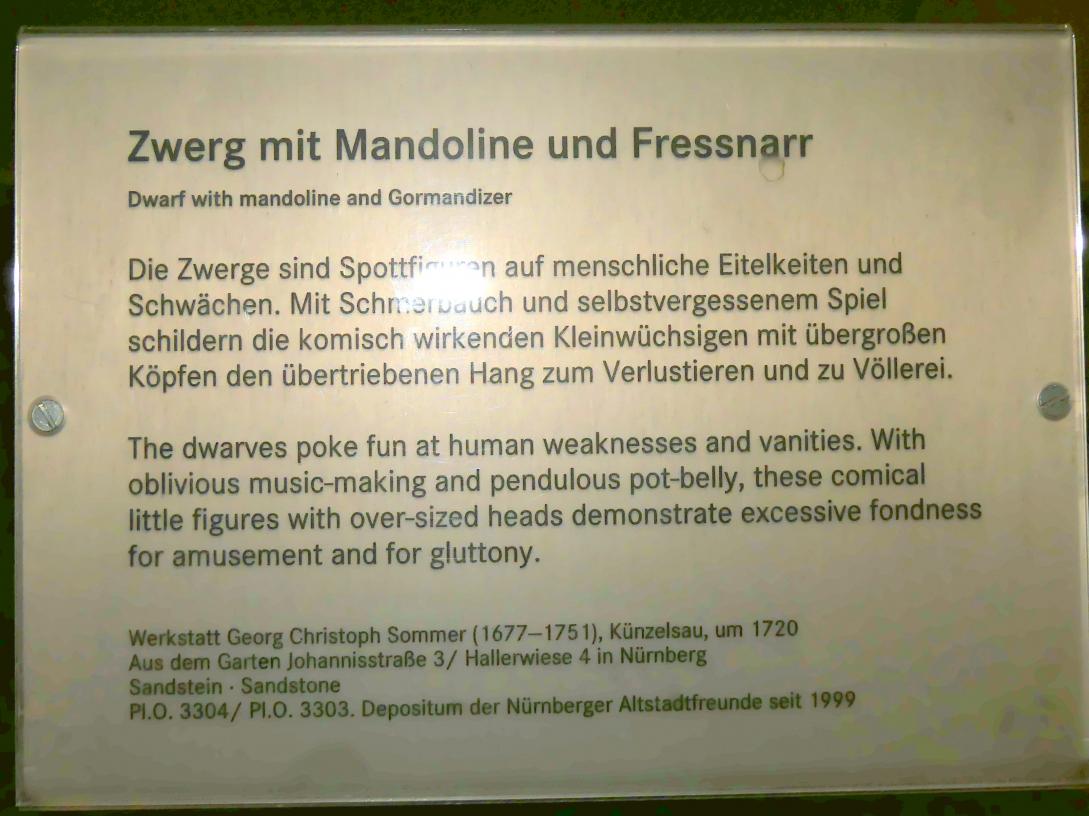 Zwerg mit Mandoline und Fressnarr
Dwarf with mandoline and Gormandizer
Die Zwerge sind Spottfiguren auf menschliche Eitelkeiten und
Schwächen. Mit Schmerbauch und selbstvergessenem Spiel
schildern die komisch wirkenden Kleinwüchsigen mit übergroßen
Köpfen den übertriebenen Hang zum Verlustieren und zu Völlerei.
The dwarves poke fun at human weaknesses and vanities. With
oblivious music-making and pendulous pot-belly, these comical
little figures with over-sized heads demonstrate excessive fondness
for amusement and for gluttony.
Werkstatt Georg Christoph Sommer (1677–1751), Künzelsau, um 1720
Aus dem Garten Johannisstraße 3/ Hallerwiese 4 in Nürnberg
Sandstein · Sandstone
Pl.O. 3304/ Pl.O. 3303. Depositum der Nürnberger Altstadtfreunde seit 1999